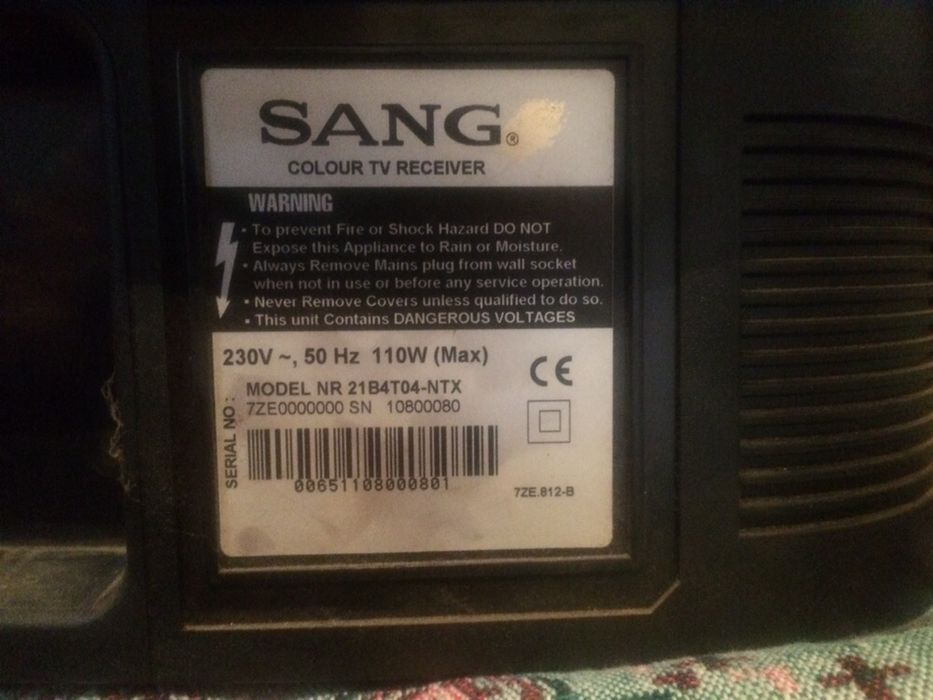 SANG®
COLOUR TV RECEIVER
WARNING
• To prevent Fire or Shock Hazard DO NOT
Expose this Appliance to Rain or Moisture.
• Always Remove Mains plug from wall socket
when not in use or before any service operation.
• Never Remove Covers unless qualified to do so.
• This unit Contains DANGEROUS VOLTAGES
230V ~, 50 Hz 110W (Max)
CE
MODEL NR 21B4T04-NTX
7ZE0000000 SN 10800080
SERIAL NO :
00651108000801
7ZE.812-B